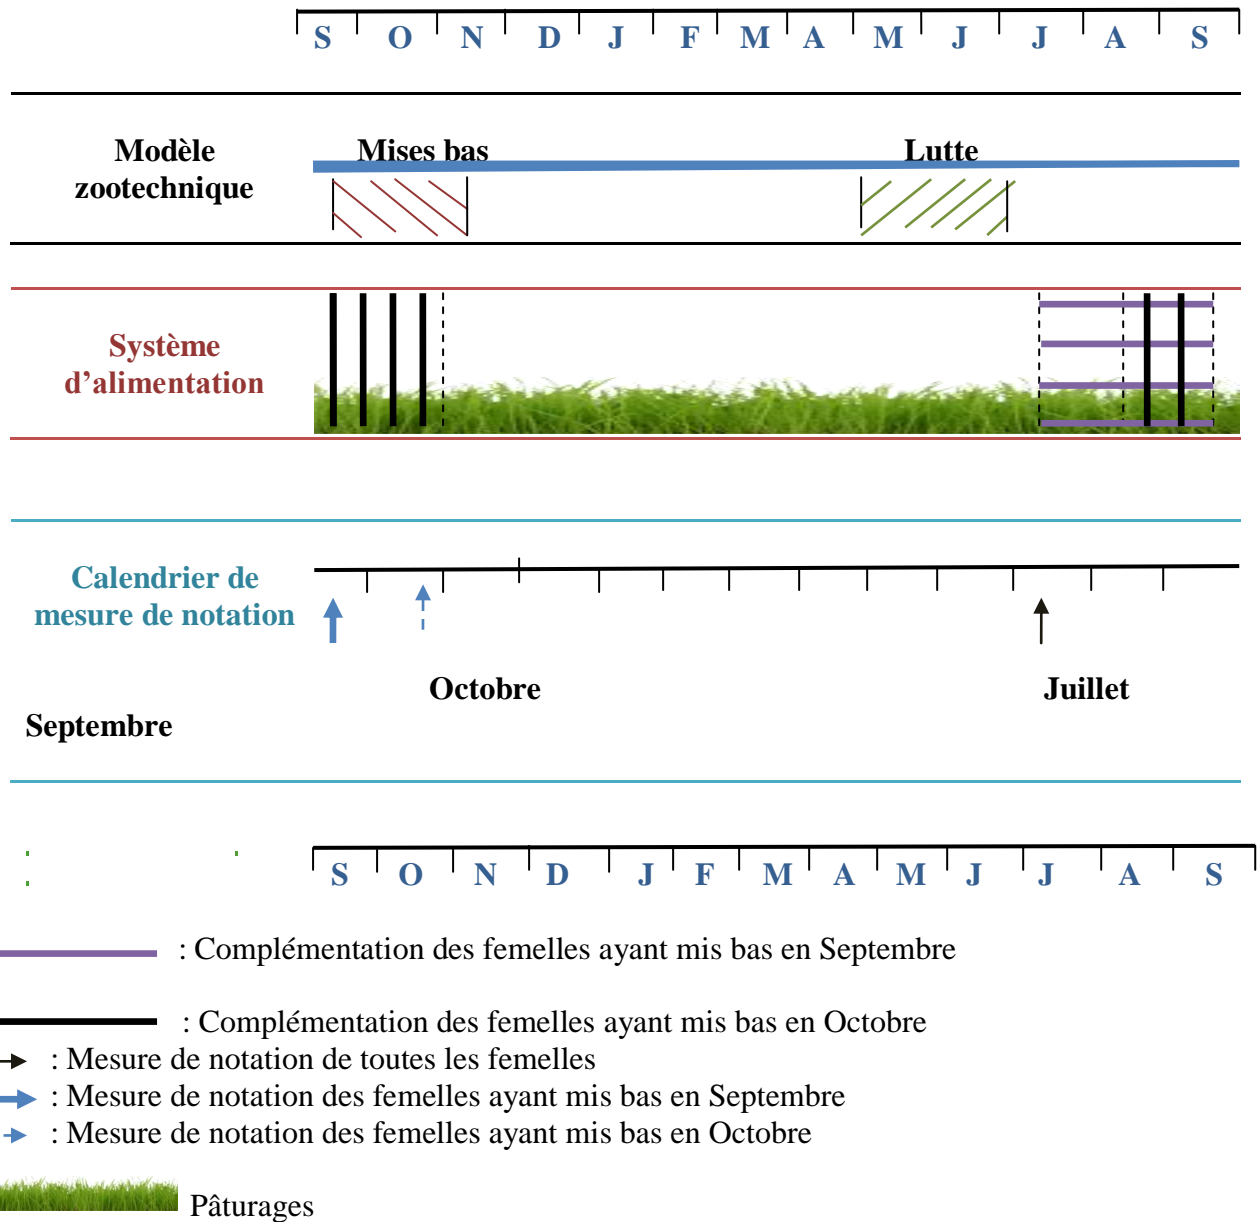 S O N D J F M A M J J A S
Modèle
zootechnique
Mises bas
Lutte
Système
d’alimentation
Calendrier de
mesure de notation
Octobre
Juillet
Septembre
S O N D J F M A M J J A S
: Complémentation des femelles ayant mis bas en Septembre
: Complémentation des femelles ayant mis bas en Octobre
: Mesure de notation de toutes les femelles
: Mesure de notation des femelles ayant mis bas en Septembre
: Mesure de notation des femelles ayant mis bas en Octobre
Pâturages